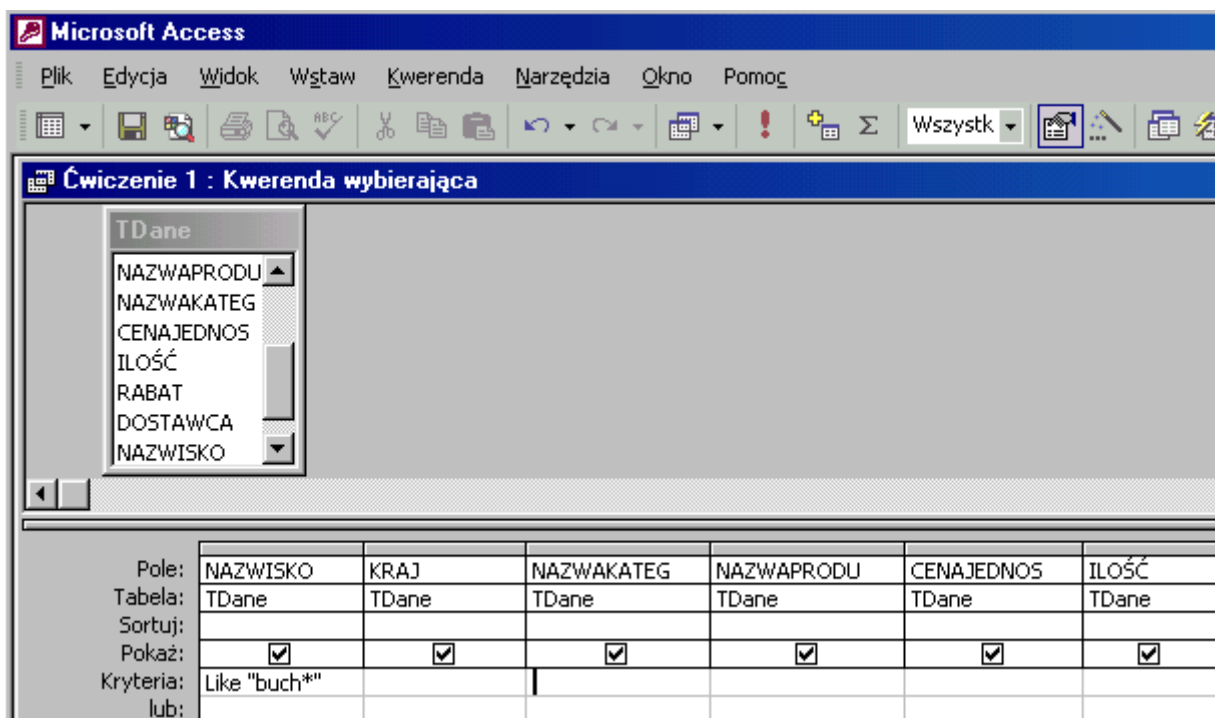 Microsoft Access
Plik Edycja Widok Wstaw Kwerenda Narzędzia Okno Pomoc
ABC Σ Wszystk
Ćwiczenie 1 : Kwerenda wybierająca
TDane
NAZWAPRODU
NAZWAKATEG
CENAJEDNOS
ILOŚĆ
RABAT
DOSTAWCA
NAZWISKO
Pole: NAZWISKO KRAJ NAZWAKATEG NAZWAPRODU CENAJEDNOS ILOŚĆ
Tabela: TDane TDane TDane TDane TDane TDane
Sortuj:
Pokaż:
Kryteria: Like "buch*"
lub: